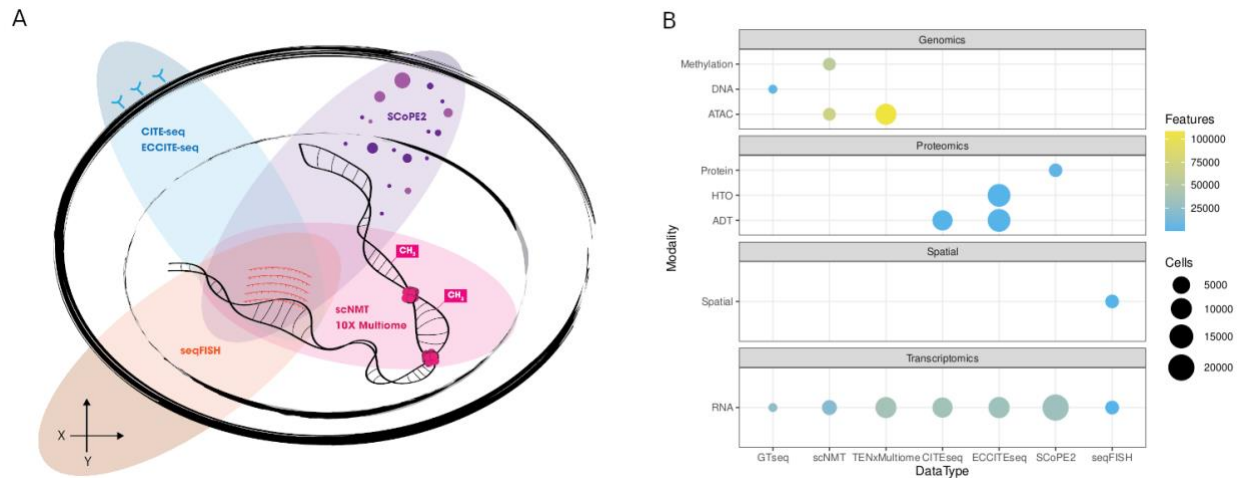 A
CITE-seq
ECCITE-seq
SCoPE2
CH3
CH3
scNMT
10X Multiome
seqFISH
X
Y
B
Genomics
Methylation
DNA
ATAC
Proteomics
Protein
HTO
ADT
Spatial
Spatial
Transcriptomics
RNA
Modality
GTseq scNMT TENxMultiome CITEseq ECCITEseq SCoPE2 seqFISH
DataType
Features
100000
75000
50000
25000
Cells
5000
10000
15000
20000